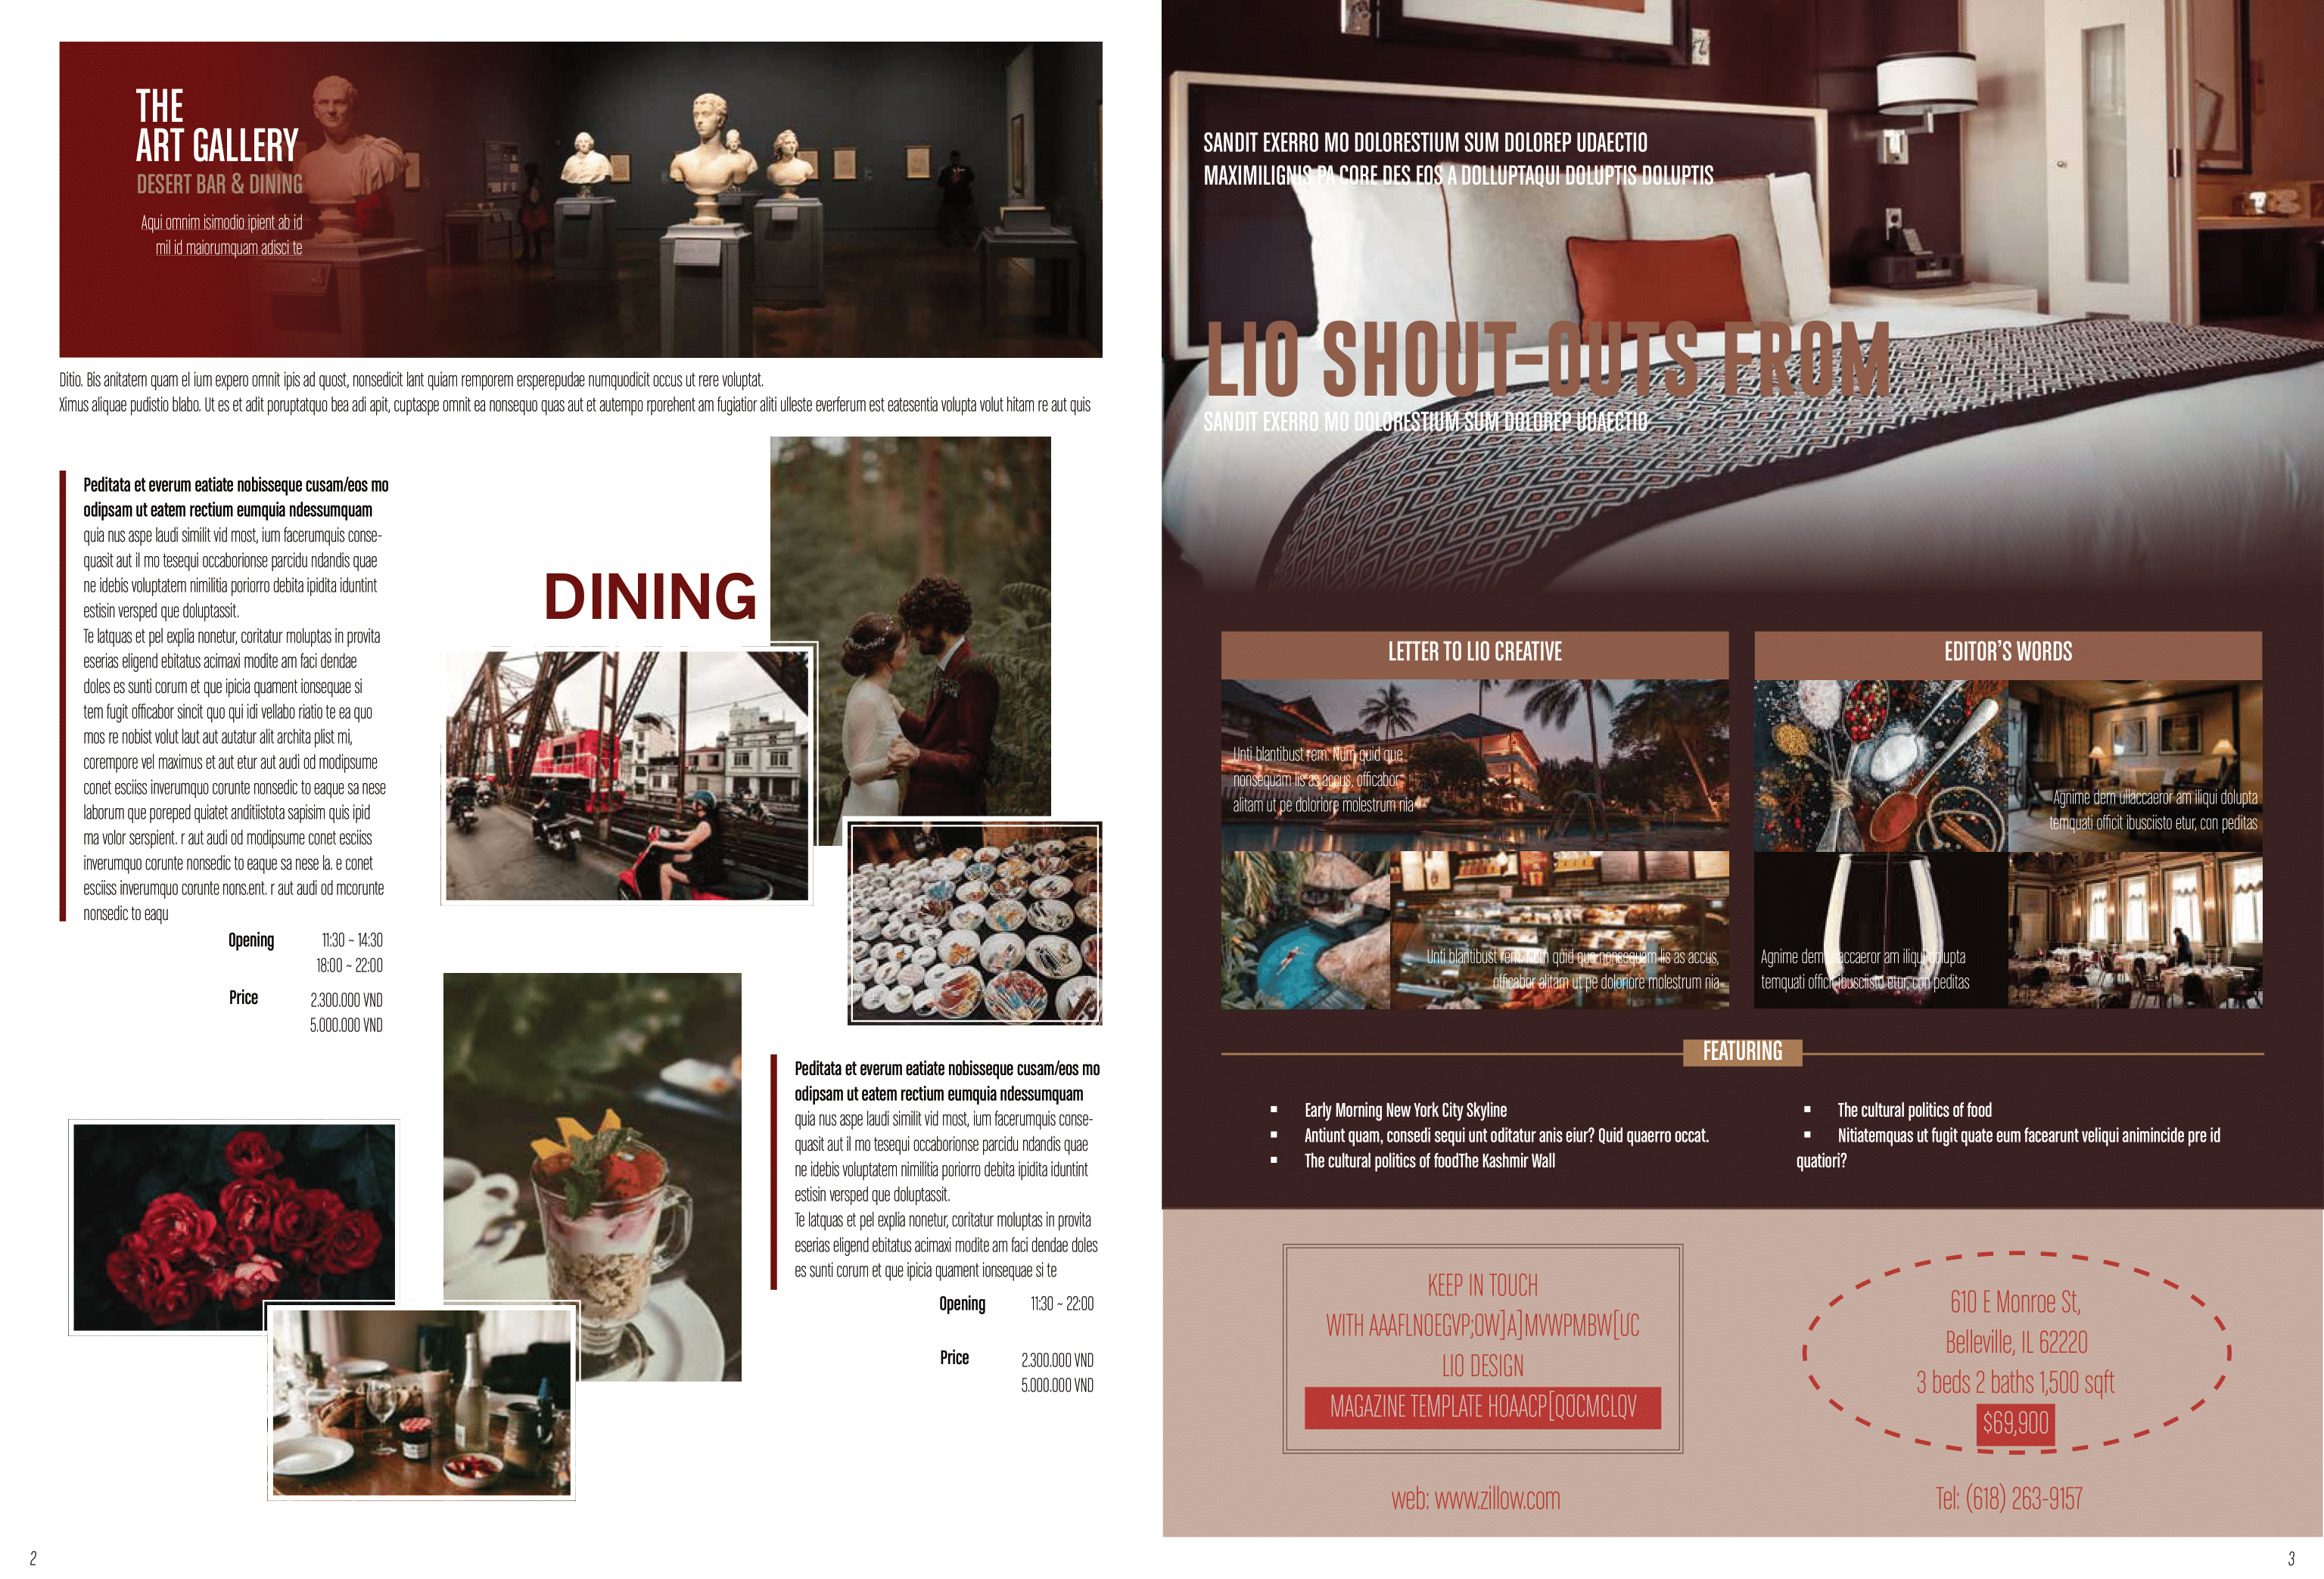 THE
ART GALLERY
DESERT BAR & DINING
Aqui omnim isimodio ipient ab id
mil id maiorumquam adisci te
Ditio. Bis anitatem quam el ium expero omnit ipis ad quost, nonsedicit lant quiam remporem ersperepudae numquodicit occus ut rere voluptat.
Ximus aliquae pudistio blabo. Ut es et adit poruptatquo bea adi apit, cuptaspe omnit ea nonsequo quas aut et autempo rporehent am fugiatior aliti ulleste everferum est eatesentia volupta volut hitam re aut quis
Peditata et everum eatiate nobisseque cusam/eos mo
odipsam ut eatem rectium eumquia ndessumquam
quia nus aspe laudi similit vid most, ium facerumquis conse-
quasit aut il mo tesequi occaborionse parcidu ndandis quae
ne idebis voluptatem nimilitia poriorro debita ipidita iduntint
estisin versped que doluptassit.
Te latquas et pel explia nonetur, coritatur moluptas in provita
eserias eligend ebitatus acimaxi modite am faci dendae
doles es sunti corum et que ipicia quament ionsequae si
tem fugit officabor sincit quo qui idi vellabo riatio te ea quo
mos re nobist volut laut aut autatur alit archita plist mi,
corempore vel maximus et aut etur aut audi od modipsume
conet esciiss inverumquo corunte nonsedic to eaque sa nese
laborum que poreped quiatet anditiistota sapisim quis ipid
ma volor serspient. r aut audi od modipsume conet esciiss
inverumquo corunte nonsedic to eaque sa nese la. e conet
esciiss inverumquo corunte nons.ent. r aut audi od mcorunte
nonsedic to eaqu
Opening 11:30 ~ 14:30
18:00 ~ 22:00
Price 2.300.000 VND
5.000.000 VND
DINING
Peditata et everum eatiate nobisseque cusam/eos mo
odipsam ut eatem rectium eumquia ndessumquam
quia nus aspe laudi similit vid most, ium facerumquis conse-
quasit aut il mo tesequi occaborionse parcidu ndandis quae
ne idebis voluptatem nimilitia poriorro debita ipidita iduntint
estisin versped que doluptassit.
Te latquas et pel explia nonetur, coritatur moluptas in provita
eserias eligend ebitatus acimaxi modite am faci dendae doles
es sunti corum et que ipicia quament ionsequae si te
Opening 11:30 ~ 22:00
Price 2.300.000 VND
5.000.000 VND
2
SANDIT EXERRO MO DOLORESTIUM SUM DOLOREP UDAECTIO
MAXIMILIGNIS PA CORE DES EOS A DOLLUPTAQUI DOLUPTIS DOLUPTIS
LIO SHOUT-OUTS FROM
SANDIT EXERRO MO DOLORESTIUM SUM DOLOREP UDAECTIO
LETTER TO LIO CREATIVE
Unti blantibust rem. Num quid que
nonsequam lis as accus, officabor
alitam ut pe doloriore molestrum nia
Unti blantibust rem. Num quid que nonsequam lis as accus,
officabor alitam ut pe doloriore molestrum nia
EDITOR'S WORDS
Agnime dem ullaccaeror am iliqui dolupta
temquati officit ibusciisto etur, con peditas
Agnime dem ullaccaeror am iliqui dolupta
temquati officit ibusciisto etur, con peditas
FEATURING
▪ Early Morning New York City Skyline
▪ Antiunt quam, consedi sequi unt oditatur anis eiur? Quid quaerro occat.
▪ The cultural politics of foodThe Kashmir Wall
▪ The cultural politics of food
▪ Nitiatemquas ut fugit quate eum facearunt veliqui animincide pre id
quatiori?
KEEP IN TOUCH
WITH AAAFLNOEGVP;OW]A]MVWPMBW[UC
LIO DESIGN
MAGAZINE TEMPLATE HOAACP[QOCMCLQV
web: www.zillow.com
610 E Monroe St,
Belleville, IL 62220
3 beds 2 baths 1,500 sqft
$69,900
Tel: (618) 263-9157
3